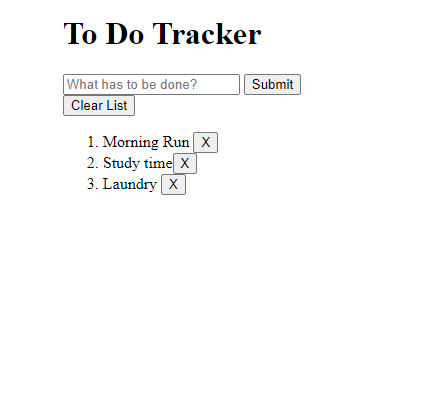 To Do Tracker
What has to be done? Submit
Clear List
1. Morning Run X
2. Study time X
3. Laundry X